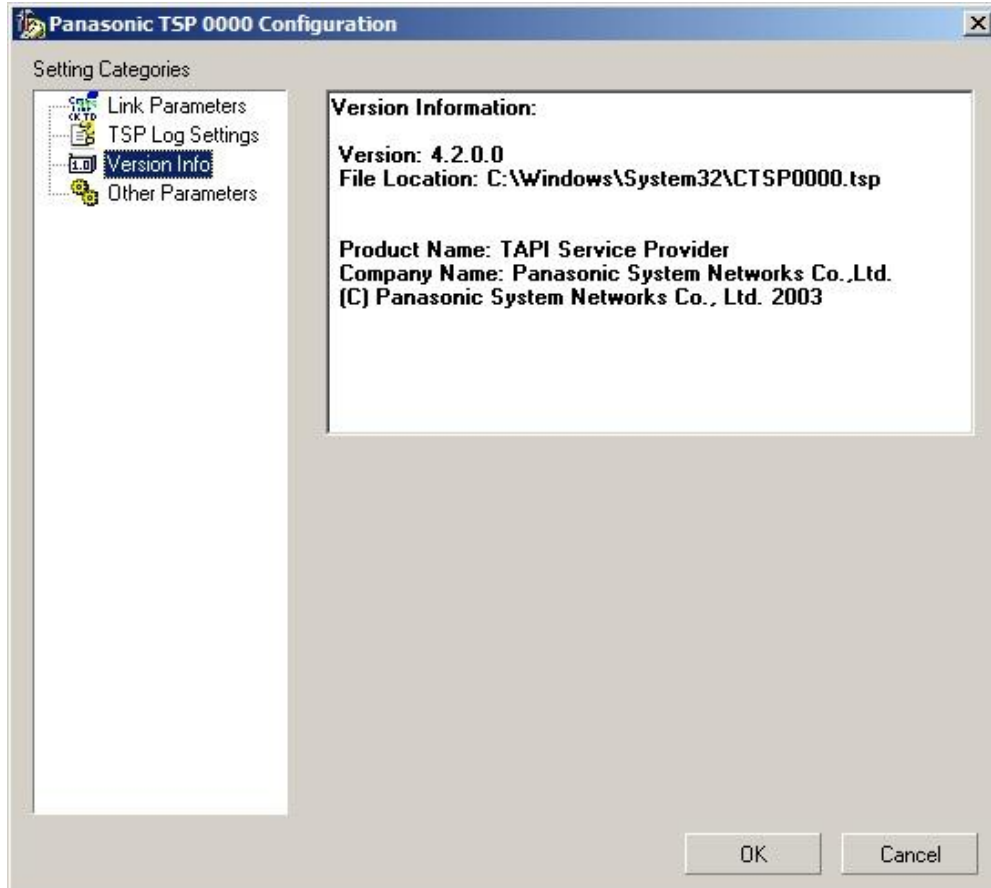 Panasonic TSP 0000 Configuration
Setting Categories
Link Parameters
TSP Log Settings
Version Info
Other Parameters
Version Information:
Version: 4.2.0.0
File Location: C:\Windows\System32\CTSP0000.tsp
Product Name: TAPI Service Provider
Company Name: Panasonic System Networks Co.,Ltd.
(C) Panasonic System Networks Co., Ltd. 2003
OK
Cancel